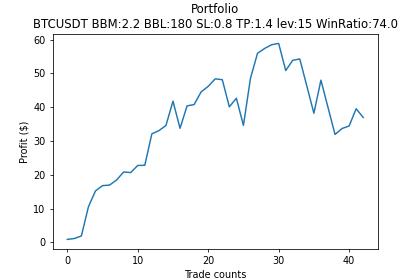 Portfolio
BTCUSDT BBM:2.2 BBL:180 SL:0.8 TP:1.4 lev:15 WinRatio:74.0
60
50
40
30
20
10
0
Profit ($)
0 10 20 30 40
Trade counts